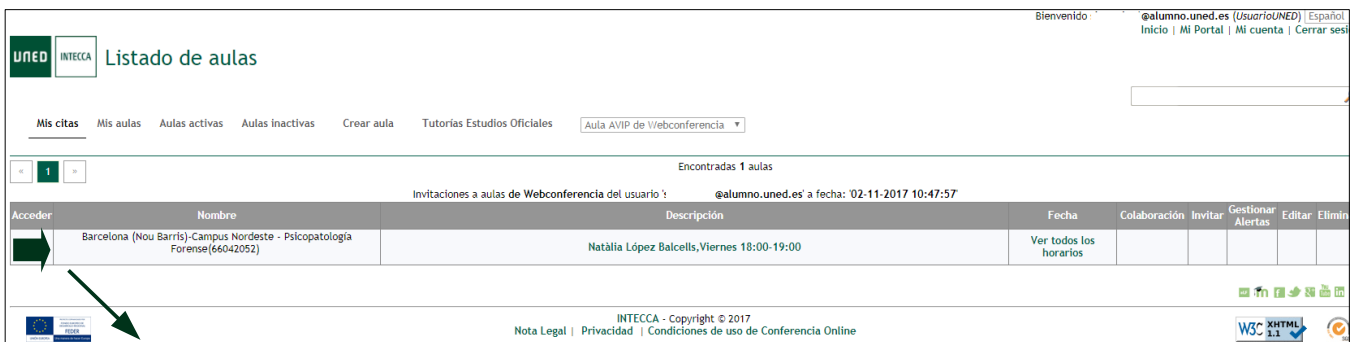 Bienvenido @alumno.uned.es (UsuarioUNED) Español
Inicio | Mi Portal | Mi cuenta | Cerrar sesi
UNED INTECCA Listado de aulas
Mis citas Mis aulas Aulas activas Aulas inactivas Crear aula Tutorías Estudios Oficiales Aula AVIP de Webconferencia
« 1 » Encontradas 1 aulas
Invitaciones a aulas de Webconferencia del usuario 's @alumno.uned.es' a fecha: '02-11-2017 10:47:57'
Acceder Nombre Descripción Fecha Colaboración Invitar Gestionar Alertas Editar Elimin
Barcelona (Nou Barris)-Campus Nordeste - Psicopatología
Forense(66042052)
Natàlia López Balcells,Viernes 18:00-19:00
Ver todos los
horarios
INTECCA - Copyright © 2017
Nota Legal | Privacidad | Condiciones de uso de Conferencia Online
FEDER
W3C XHTML 1.1